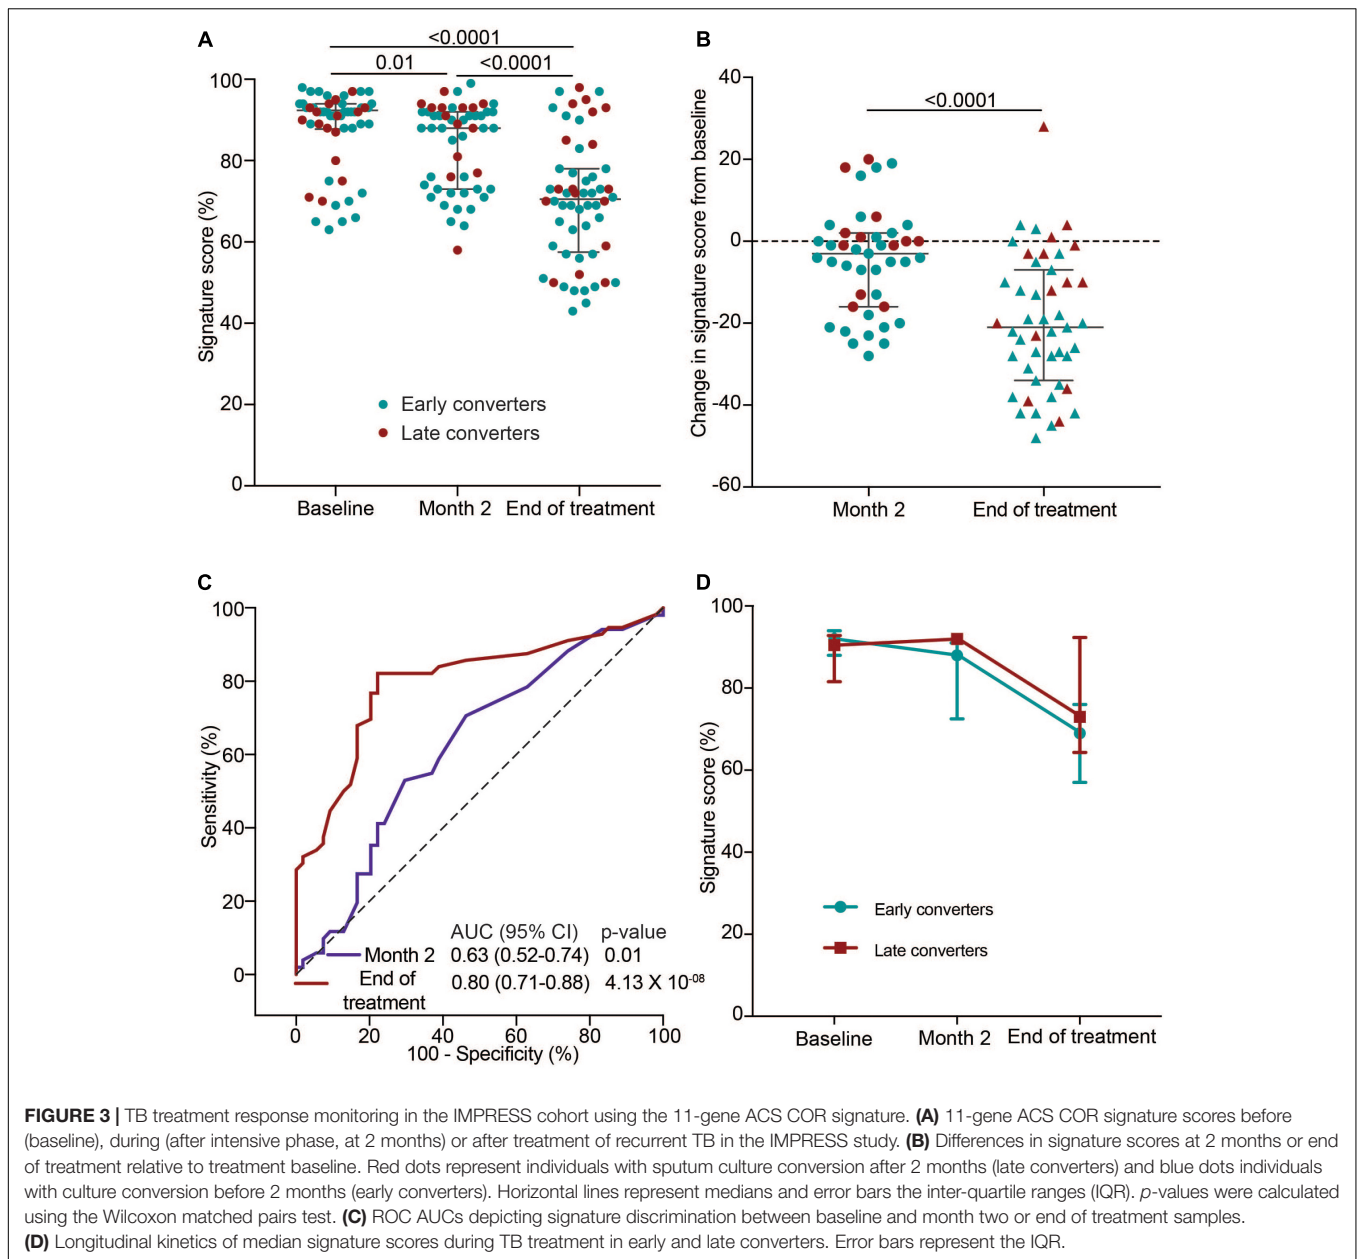 A
<0.0001
0.01
<0.0001
100
80
60
40
20
0
Signature score (%)
Early converters
Late converters
Baseline
Month 2
End of treatment
B
40
20
0
-20
-40
-60
Change in signature score from baseline
<0.0001
Month 2
End of treatment
C
100
80
60
40
20
0
Sensitivity (%)
AUC (95% CI) p-value
Month 2 0.63 (0.52-0.74) 0.01
End of treatment 0.80 (0.71-0.88) 4.13 X 10⁻⁰⁸
0 20 40 60 80 100
100 - Specificity (%)
D
100
80
60
40
20
0
Signature score (%)
Early converters
Late converters
Baseline
Month 2
End of treatment
FIGURE 3 | TB treatment response monitoring in the IMPRESS cohort using the 11-gene ACS COR signature. (A) 11-gene ACS COR signature scores before
(baseline), during (after intensive phase, at 2 months) or after treatment of recurrent TB in the IMPRESS study. (B) Differences in signature scores at 2 months or end
of treatment relative to treatment baseline. Red dots represent individuals with sputum culture conversion after 2 months (late converters) and blue dots individuals
with culture conversion before 2 months (early converters). Horizontal lines represent medians and error bars the inter-quartile ranges (IQR). p-values were calculated
using the Wilcoxon matched pairs test. (C) ROC AUCs depicting signature discrimination between baseline and month two or end of treatment samples.
(D) Longitudinal kinetics of median signature scores during TB treatment in early and late converters. Error bars represent the IQR.